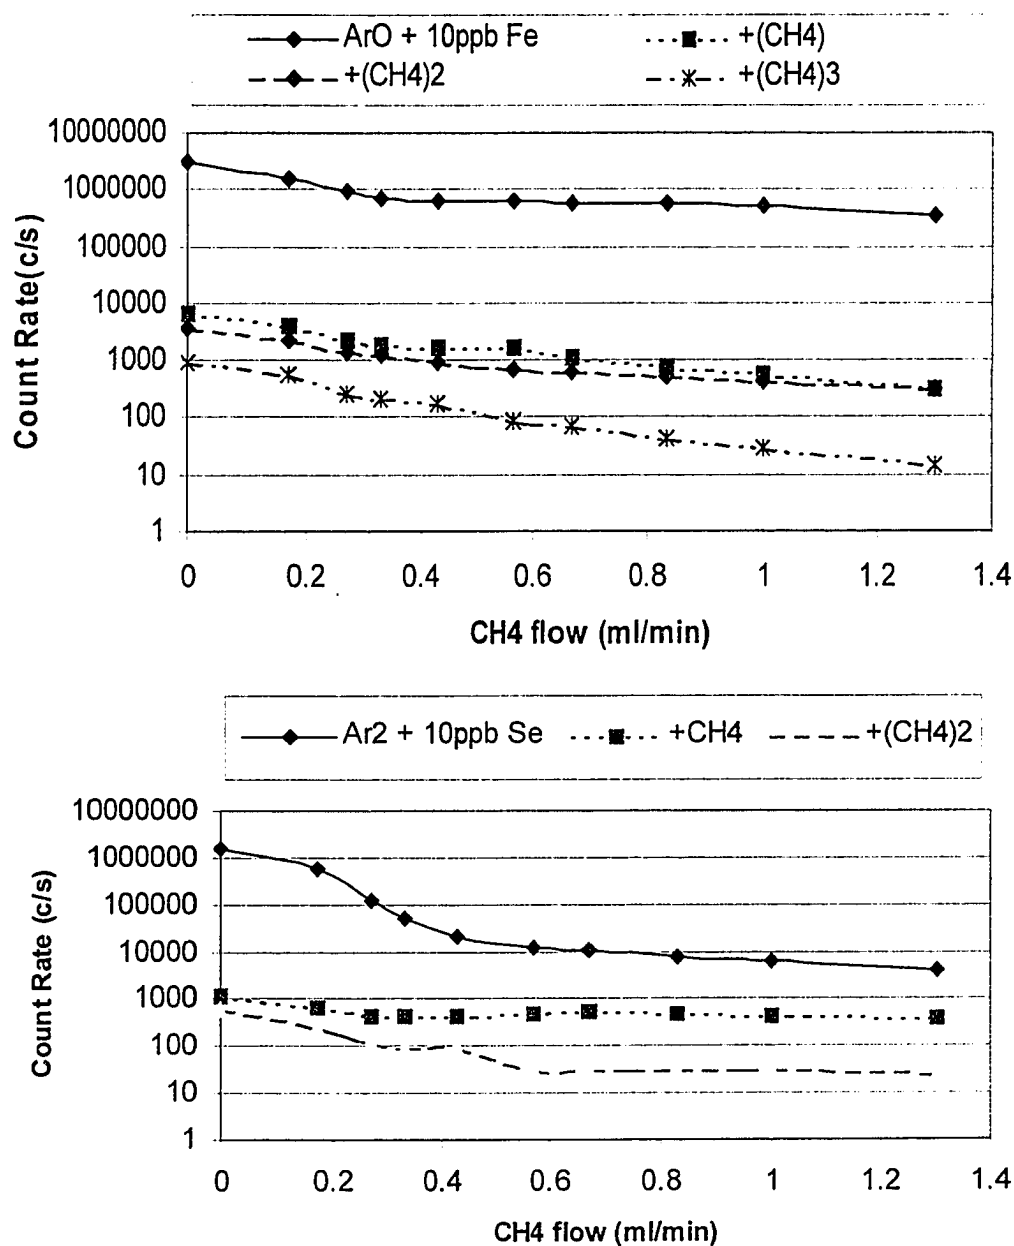 ArO + 10ppb Fe +(CH4)
+(CH4)2 +(CH4)3
10000000
1000000
100000
10000
1000
100
10
1
Count Rate(c/s)
0 0.2 0.4 0.6 0.8 1 1.2 1.4
CH4 flow (ml/min)
Ar2 + 10ppb Se +CH4 +(CH4)2
10000000
1000000
100000
10000
1000
100
10
1
Count Rate (c/s)
0 0.2 0.4 0.6 0.8 1 1.2 1.4
CH4 flow (ml/min)